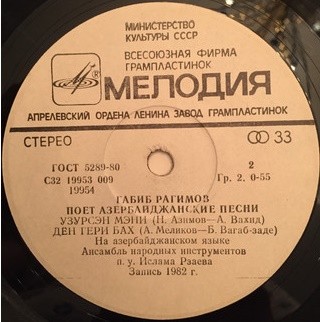 МИНИСТЕРСТВО
КУЛЬТУРЫ СССР
ВСЕСОЮЗНАЯ ФИРМА
ГРАМПЛАСТИНОК
МЕЛОДИЯ
АПРЕЛЕВСКИЙ ОРДЕНА ЛЕНИНА ЗАВОД ГРАМПЛАСТИНОК
СТЕРЕО 33
ГОСТ 5289-80 2
С32 19953 009 Гр. 2. 0-55
19954
ГАБИБ РАГИМОВ
ПОЕТ АЗЕРБАЙДЖАНСКИЕ ПЕСНИ
УЗУРСЭН МЭНИ (Н. Азимов—А. Вахид)
ДЕН ГЕРИ БАХ (А. Меликов—Б. Вагаб-заде)
На азербайджанском языке
Ансамбль народных инструментов
п. у. Ислама Рзаева
Запись 1982 г.